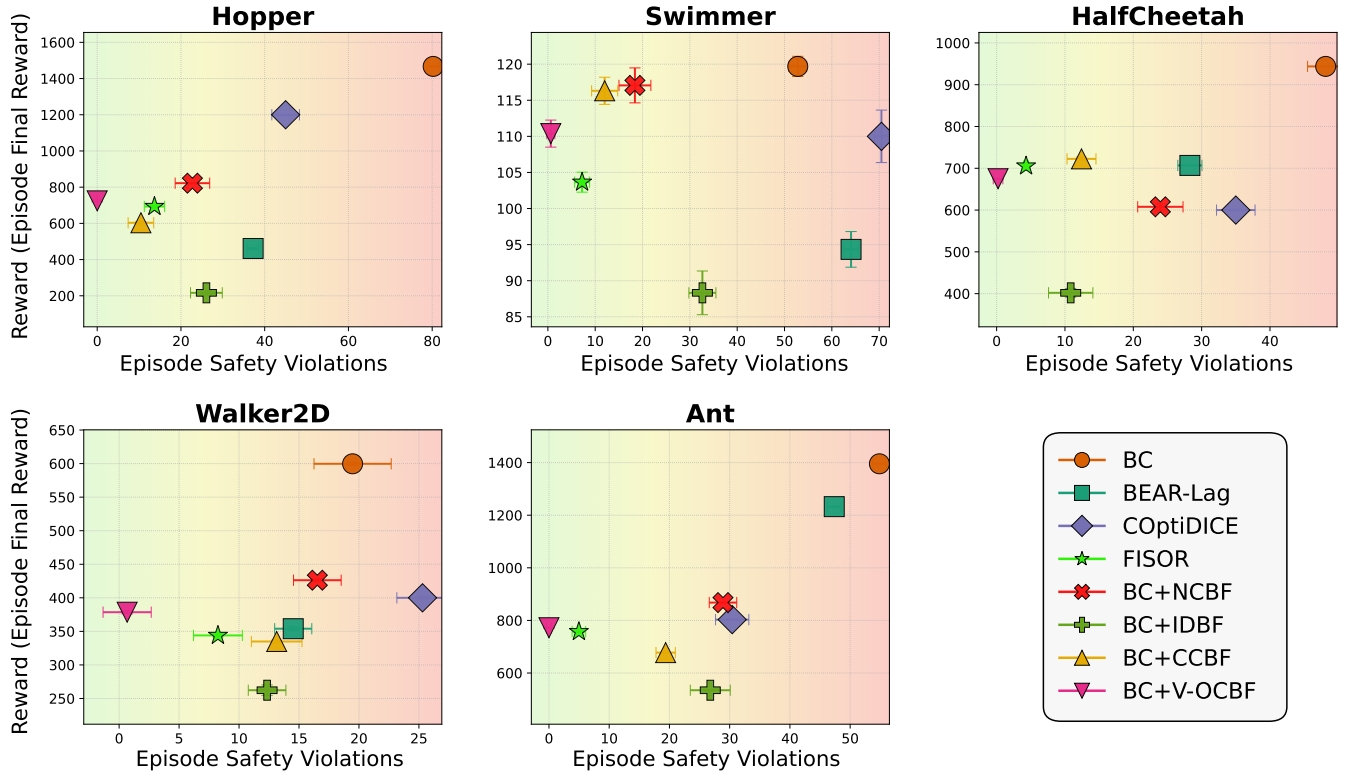 Hopper
Reward (Episode Final Reward)
1600
1400
1200
1000
800
600
400
200
0 20 40 60 80
Episode Safety Violations
Swimmer
120
115
110
105
100
95
90
85
0 10 20 30 40 50 60 70
Episode Safety Violations
HalfCheetah
1000
900
800
700
600
500
400
0 10 20 30 40
Episode Safety Violations
Walker2D
Reward (Episode Final Reward)
650
600
550
500
450
400
350
300
250
0 5 10 15 20 25
Episode Safety Violations
Ant
1400
1200
1000
800
600
0 10 20 30 40 50
Episode Safety Violations
BC
BEAR-Lag
COptiDICE
FISOR
BC+NCBF
BC+IDBF
BC+CCBF
BC+V-OCBF